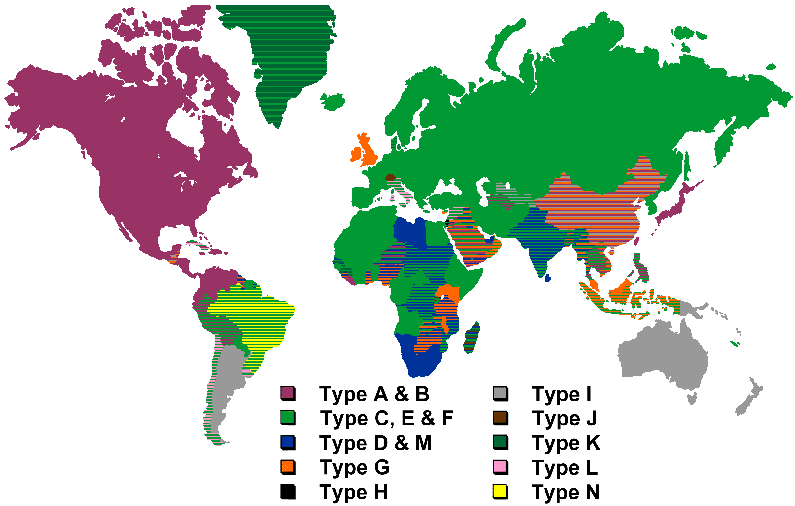 Type A & B
Type C, E & F
Type D & M
Type G
Type H
Type I
Type J
Type K
Type L
Type N